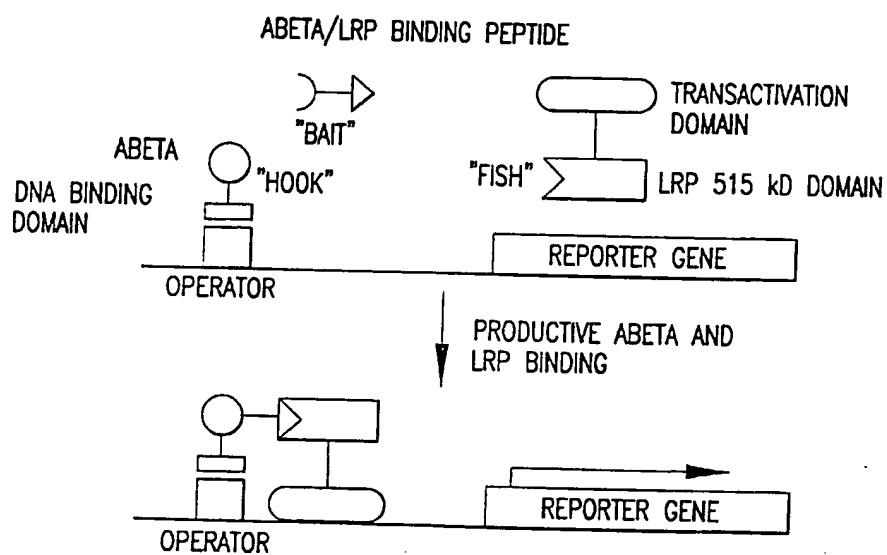 ABETA/LRP BINDING PEPTIDE
"BAIT"
TRANSACTIVATION
DOMAIN
ABETA
"HOOK"
DNA BINDING
DOMAIN
"FISH"
LRP 515 kD DOMAIN
REPORTER GENE
OPERATOR
PRODUCTIVE ABETA AND
LRP BINDING
REPORTER GENE
OPERATOR